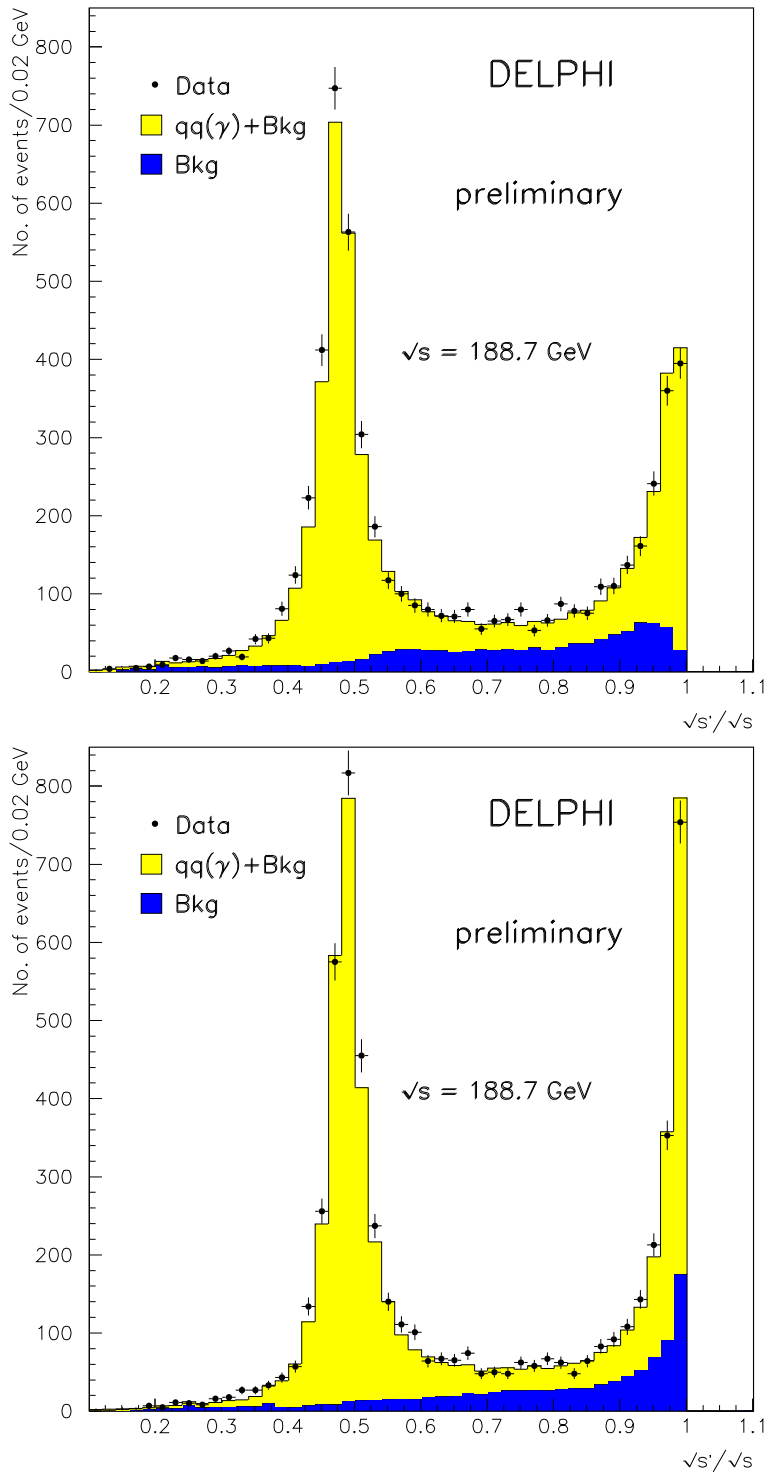 No. of events/0.02 GeV
800
700
600
500
400
300
200
100
0
DELPHI
Data
qq(γ)+Bkg
Bkg
preliminary
√s = 188.7 GeV
0.2 0.3 0.4 0.5 0.6 0.7 0.8 0.9 1 1.1
√s'/√s
No. of events/0.02 GeV
800
700
600
500
400
300
200
100
0
DELPHI
Data
qq(γ)+Bkg
Bkg
preliminary
√s = 188.7 GeV
0.2 0.3 0.4 0.5 0.6 0.7 0.8 0.9 1 1.1
√s'/√s